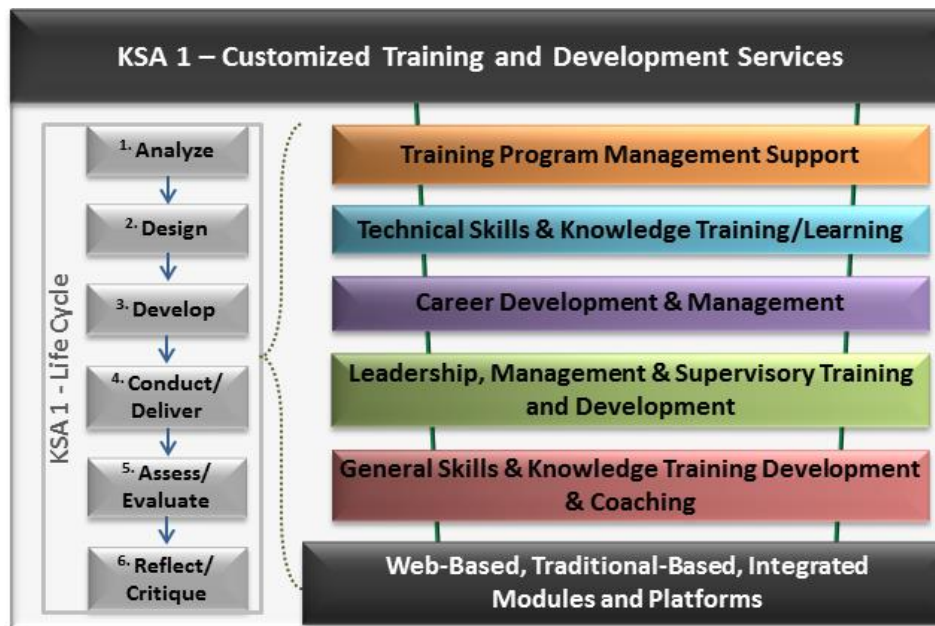 KSA 1 – Customized Training and Development Services
KSA 1 - Life Cycle
1. Analyze
2. Design
3. Develop
4. Conduct/
Deliver
5. Assess/
Evaluate
6. Reflect/
Critique
Training Program Management Support
Technical Skills & Knowledge Training/Learning
Career Development & Management
Leadership, Management & Supervisory Training
and Development
General Skills & Knowledge Training Development
& Coaching
Web-Based, Traditional-Based, Integrated
Modules and Platforms